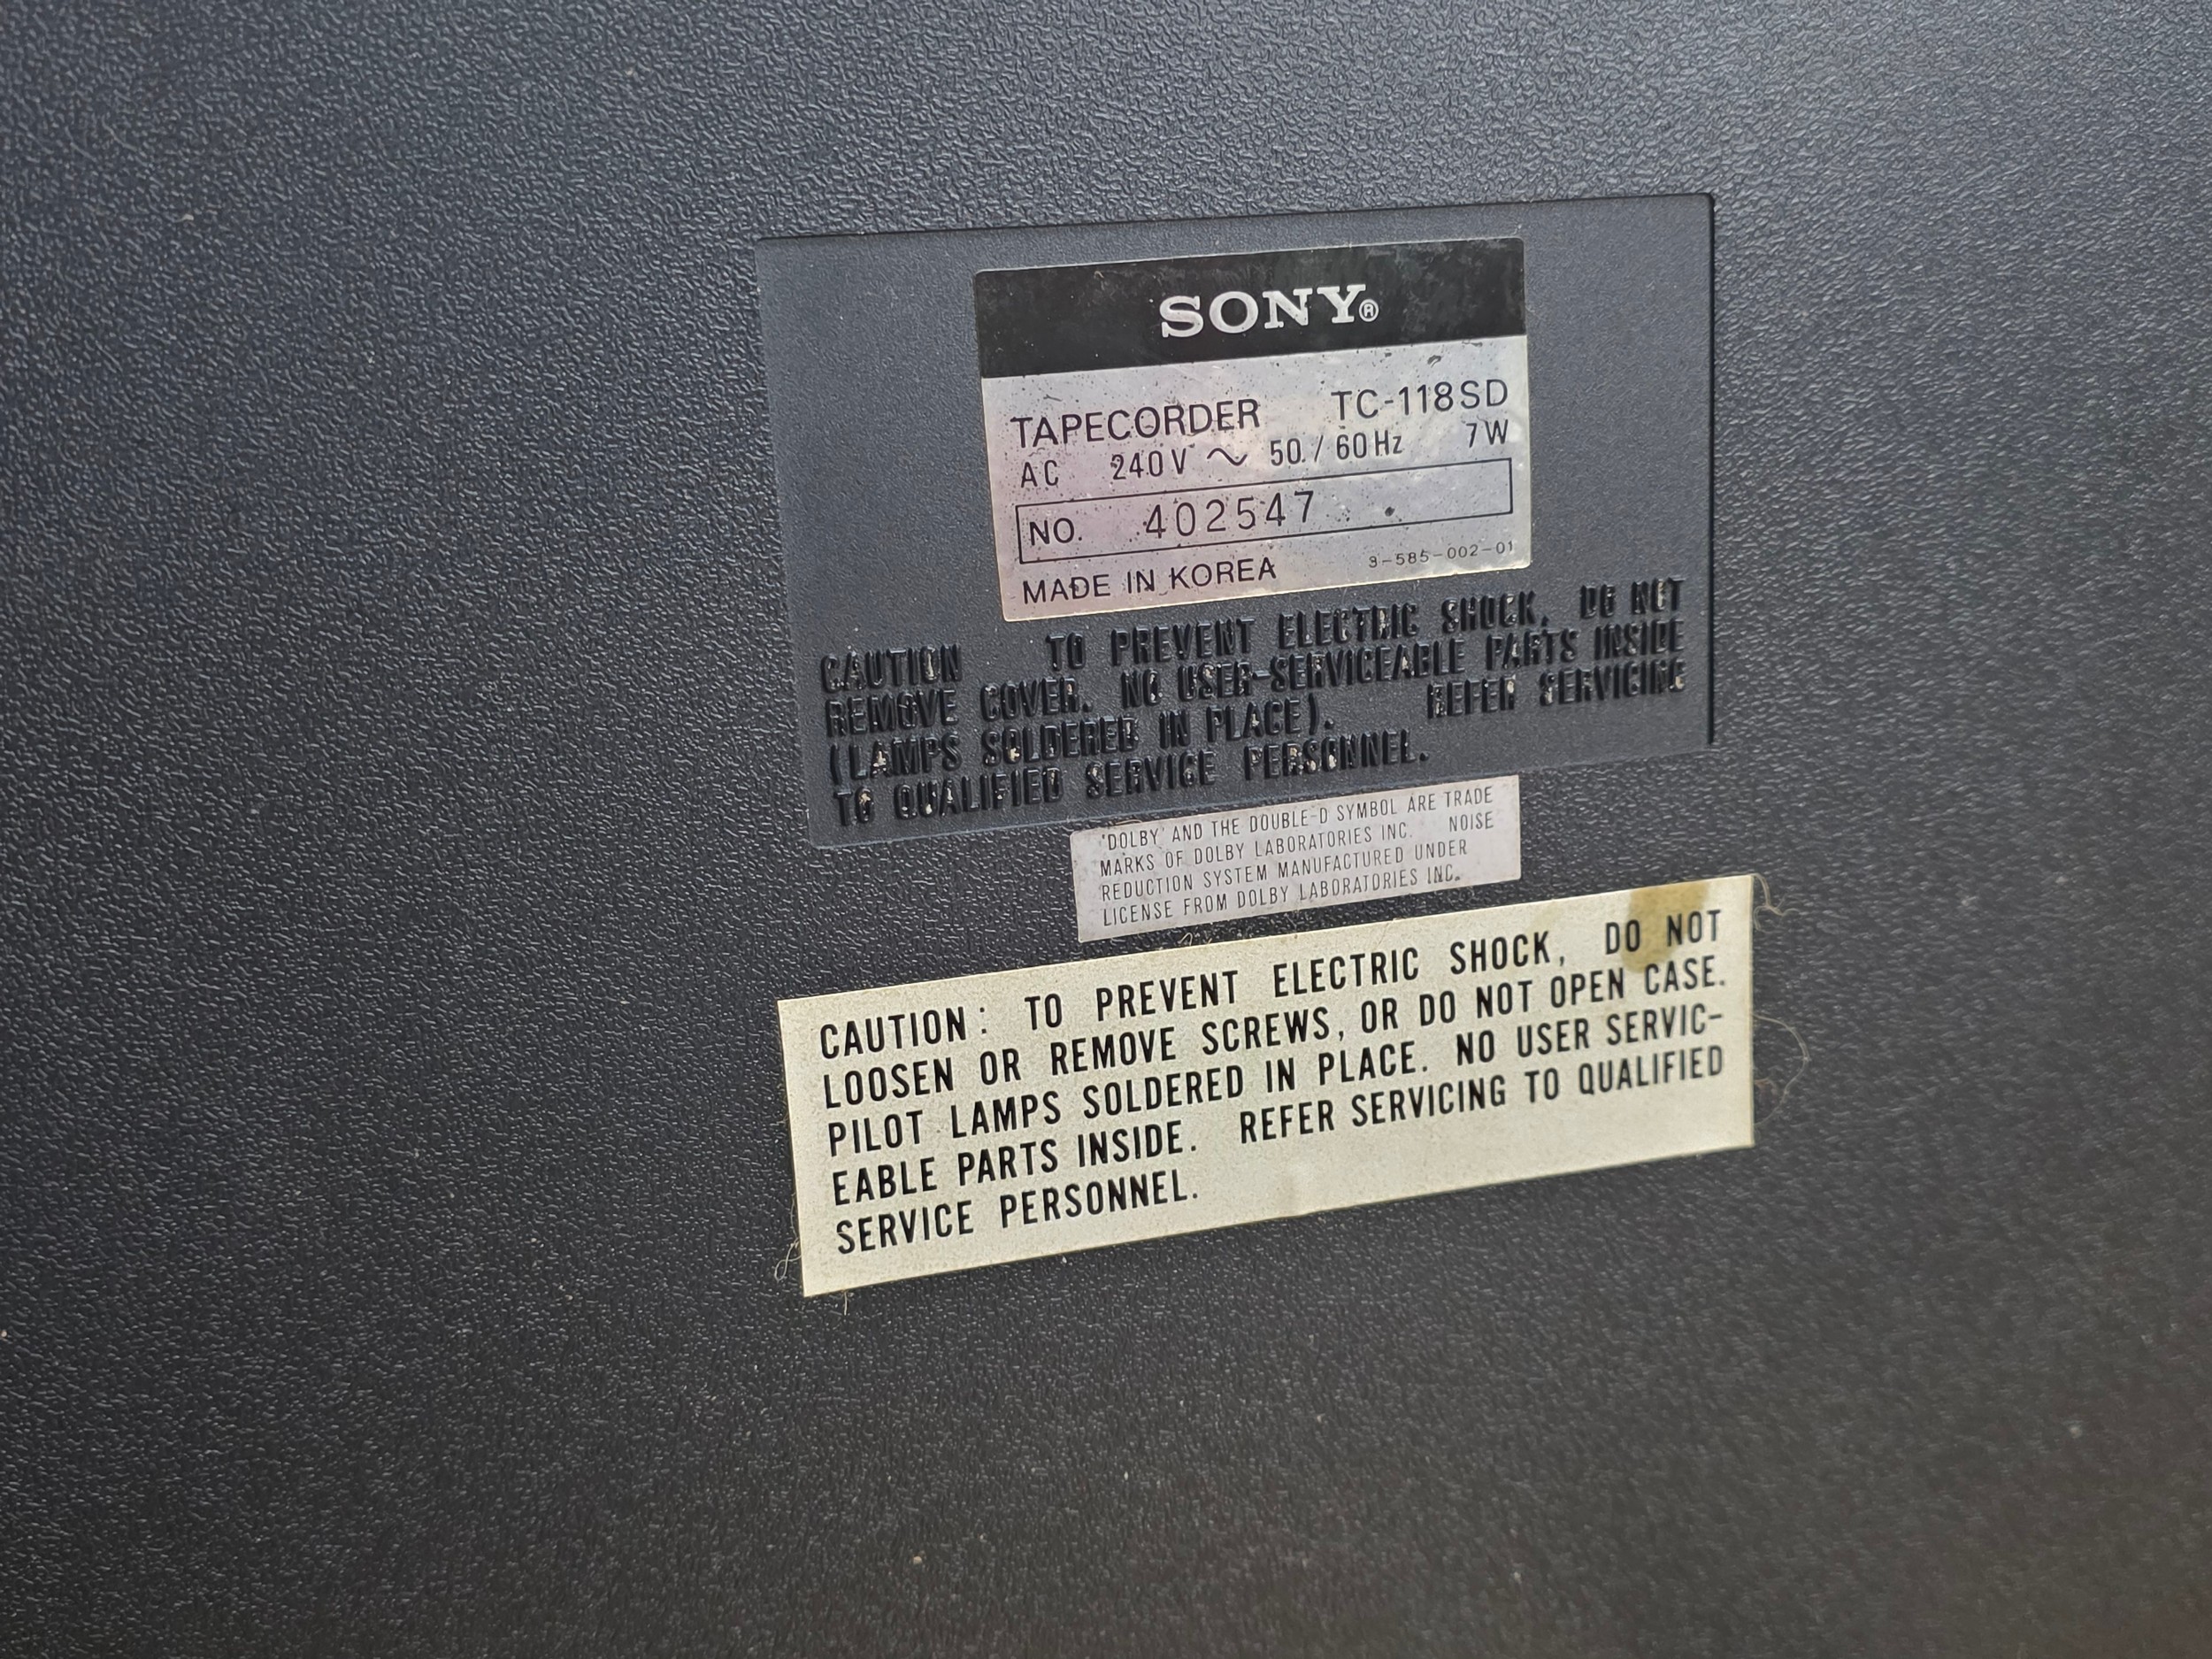 SONY®
TAPECORDER TC-118SD
AC 240V ~ 50/60Hz 7W
NO. 402547
MADE IN KOREA 3-585-002-01
CAUTION TO PREVENT ELECTRIC SHOCK, DO NOT
REMOVE COVER. NO USER-SERVICEABLE PARTS INSIDE
(LAMPS SOLDERED IN PLACE). REFER SERVICING
TO QUALIFIED SERVICE PERSONNEL.
'DOLBY' AND THE DOUBLE-D SYMBOL ARE TRADE
MARKS OF DOLBY LABORATORIES INC. NOISE
REDUCTION SYSTEM MANUFACTURED UNDER
LICENSE FROM DOLBY LABORATORIES INC.
CAUTION: TO PREVENT ELECTRIC SHOCK, DO NOT
LOOSEN OR REMOVE SCREWS, OR DO NOT OPEN CASE.
PILOT LAMPS SOLDERED IN PLACE. NO USER SERVIC-
EABLE PARTS INSIDE. REFER SERVICING TO QUALIFIED
SERVICE PERSONNEL.